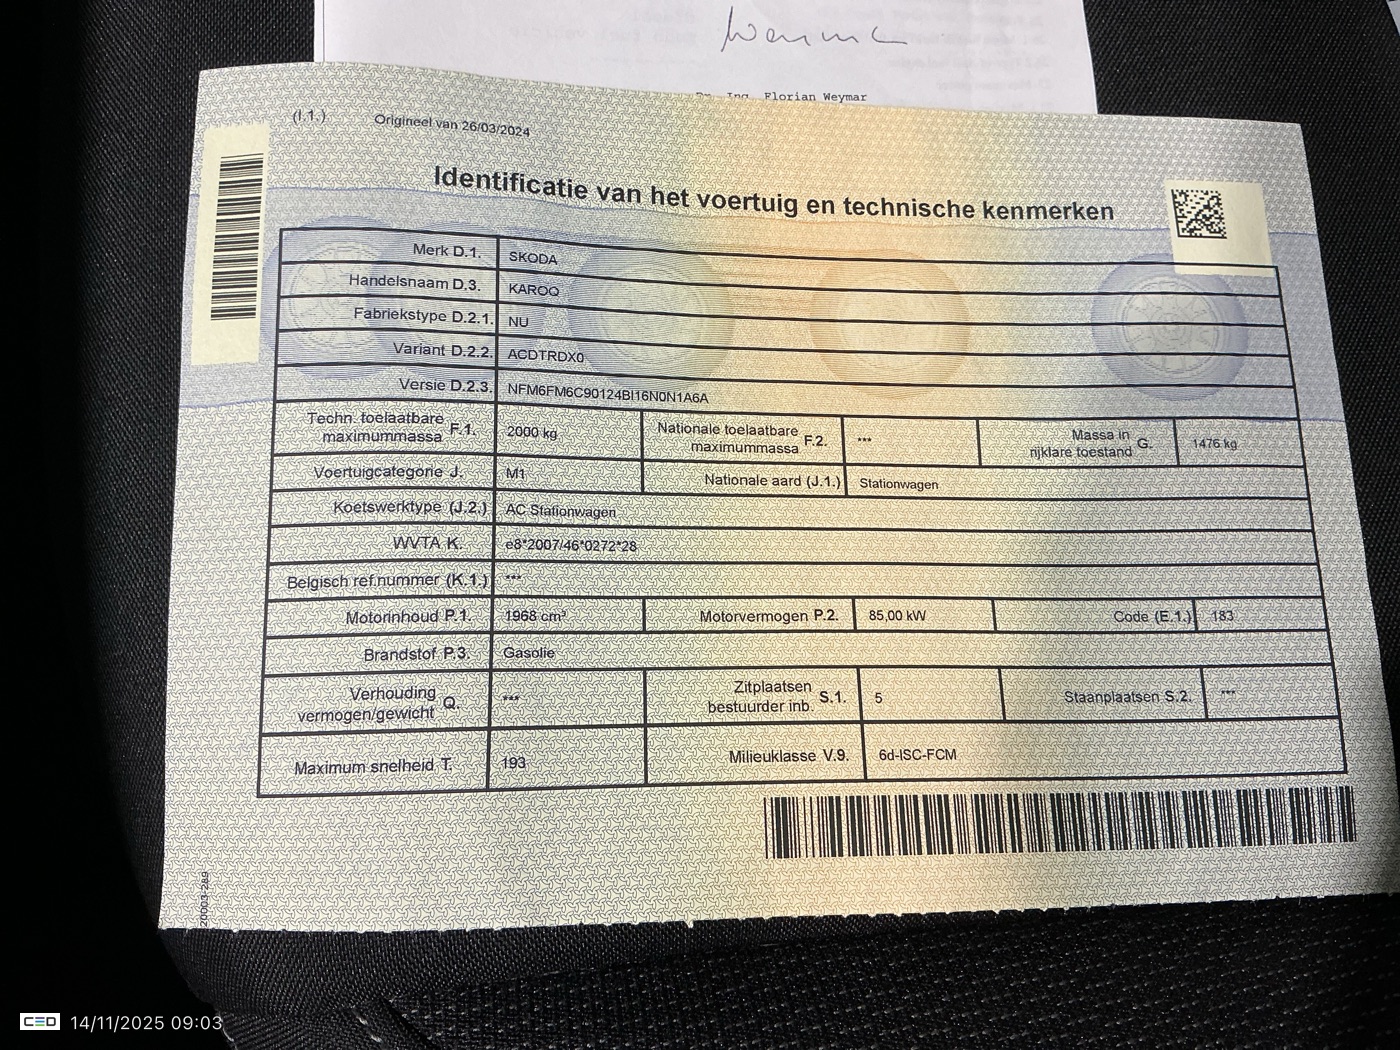 Dr. Ing. Florian Weymar
(I.1.) Origineel van 26/03/2024
Identificatie van het voertuig en technische kenmerken
Merk D.1. SKODA
Handelsnaam D.3. KAROQ
Fabriekstype D.2.1. NU
Variant D.2.2. ACDTRDX0
Versie D.2.3. NFM6FM6C90124BI16N0N1A6A
Techn. toelaatbare maximummassa F.1. 2000 kg Nationale toelaatbare maximummassa F.2. *** Massa in rijklare toestand G. 1476 kg
Voertuigcategorie J. M1 Nationale aard (J.1.) Stationwagen
Koetswerktype (J.2.) AC Stationwagen
WVTA K. e8*2007/46*0272*28
Belgisch ref.nummer (K.1.) ***
Motorinhoud P.1. 1968 cm³ Motorvermogen P.2. 85,00 kW Code (E.1.) 183
Brandstof P.3. Gasolie
Verhouding vermogen/gewicht Q. *** Zitplaatsen bestuurder inb. S.1. 5 Staanplaatsen S.2. ***
Maximum snelheid T. 193 Milieuklasse V.9. 6d-ISC-FCM
20003-289
CED 14/11/2025 09:03